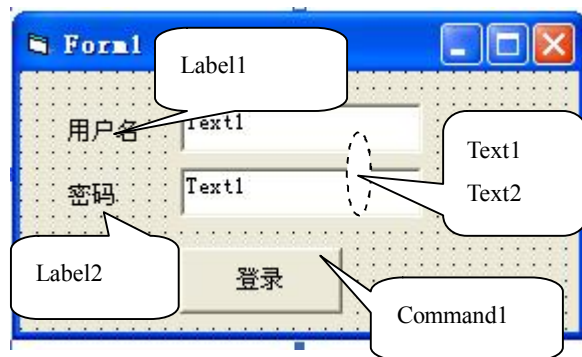 Form1
Label1
用户名
Text1
Text1
Text2
密码
Text1
Label2
登录
Command1